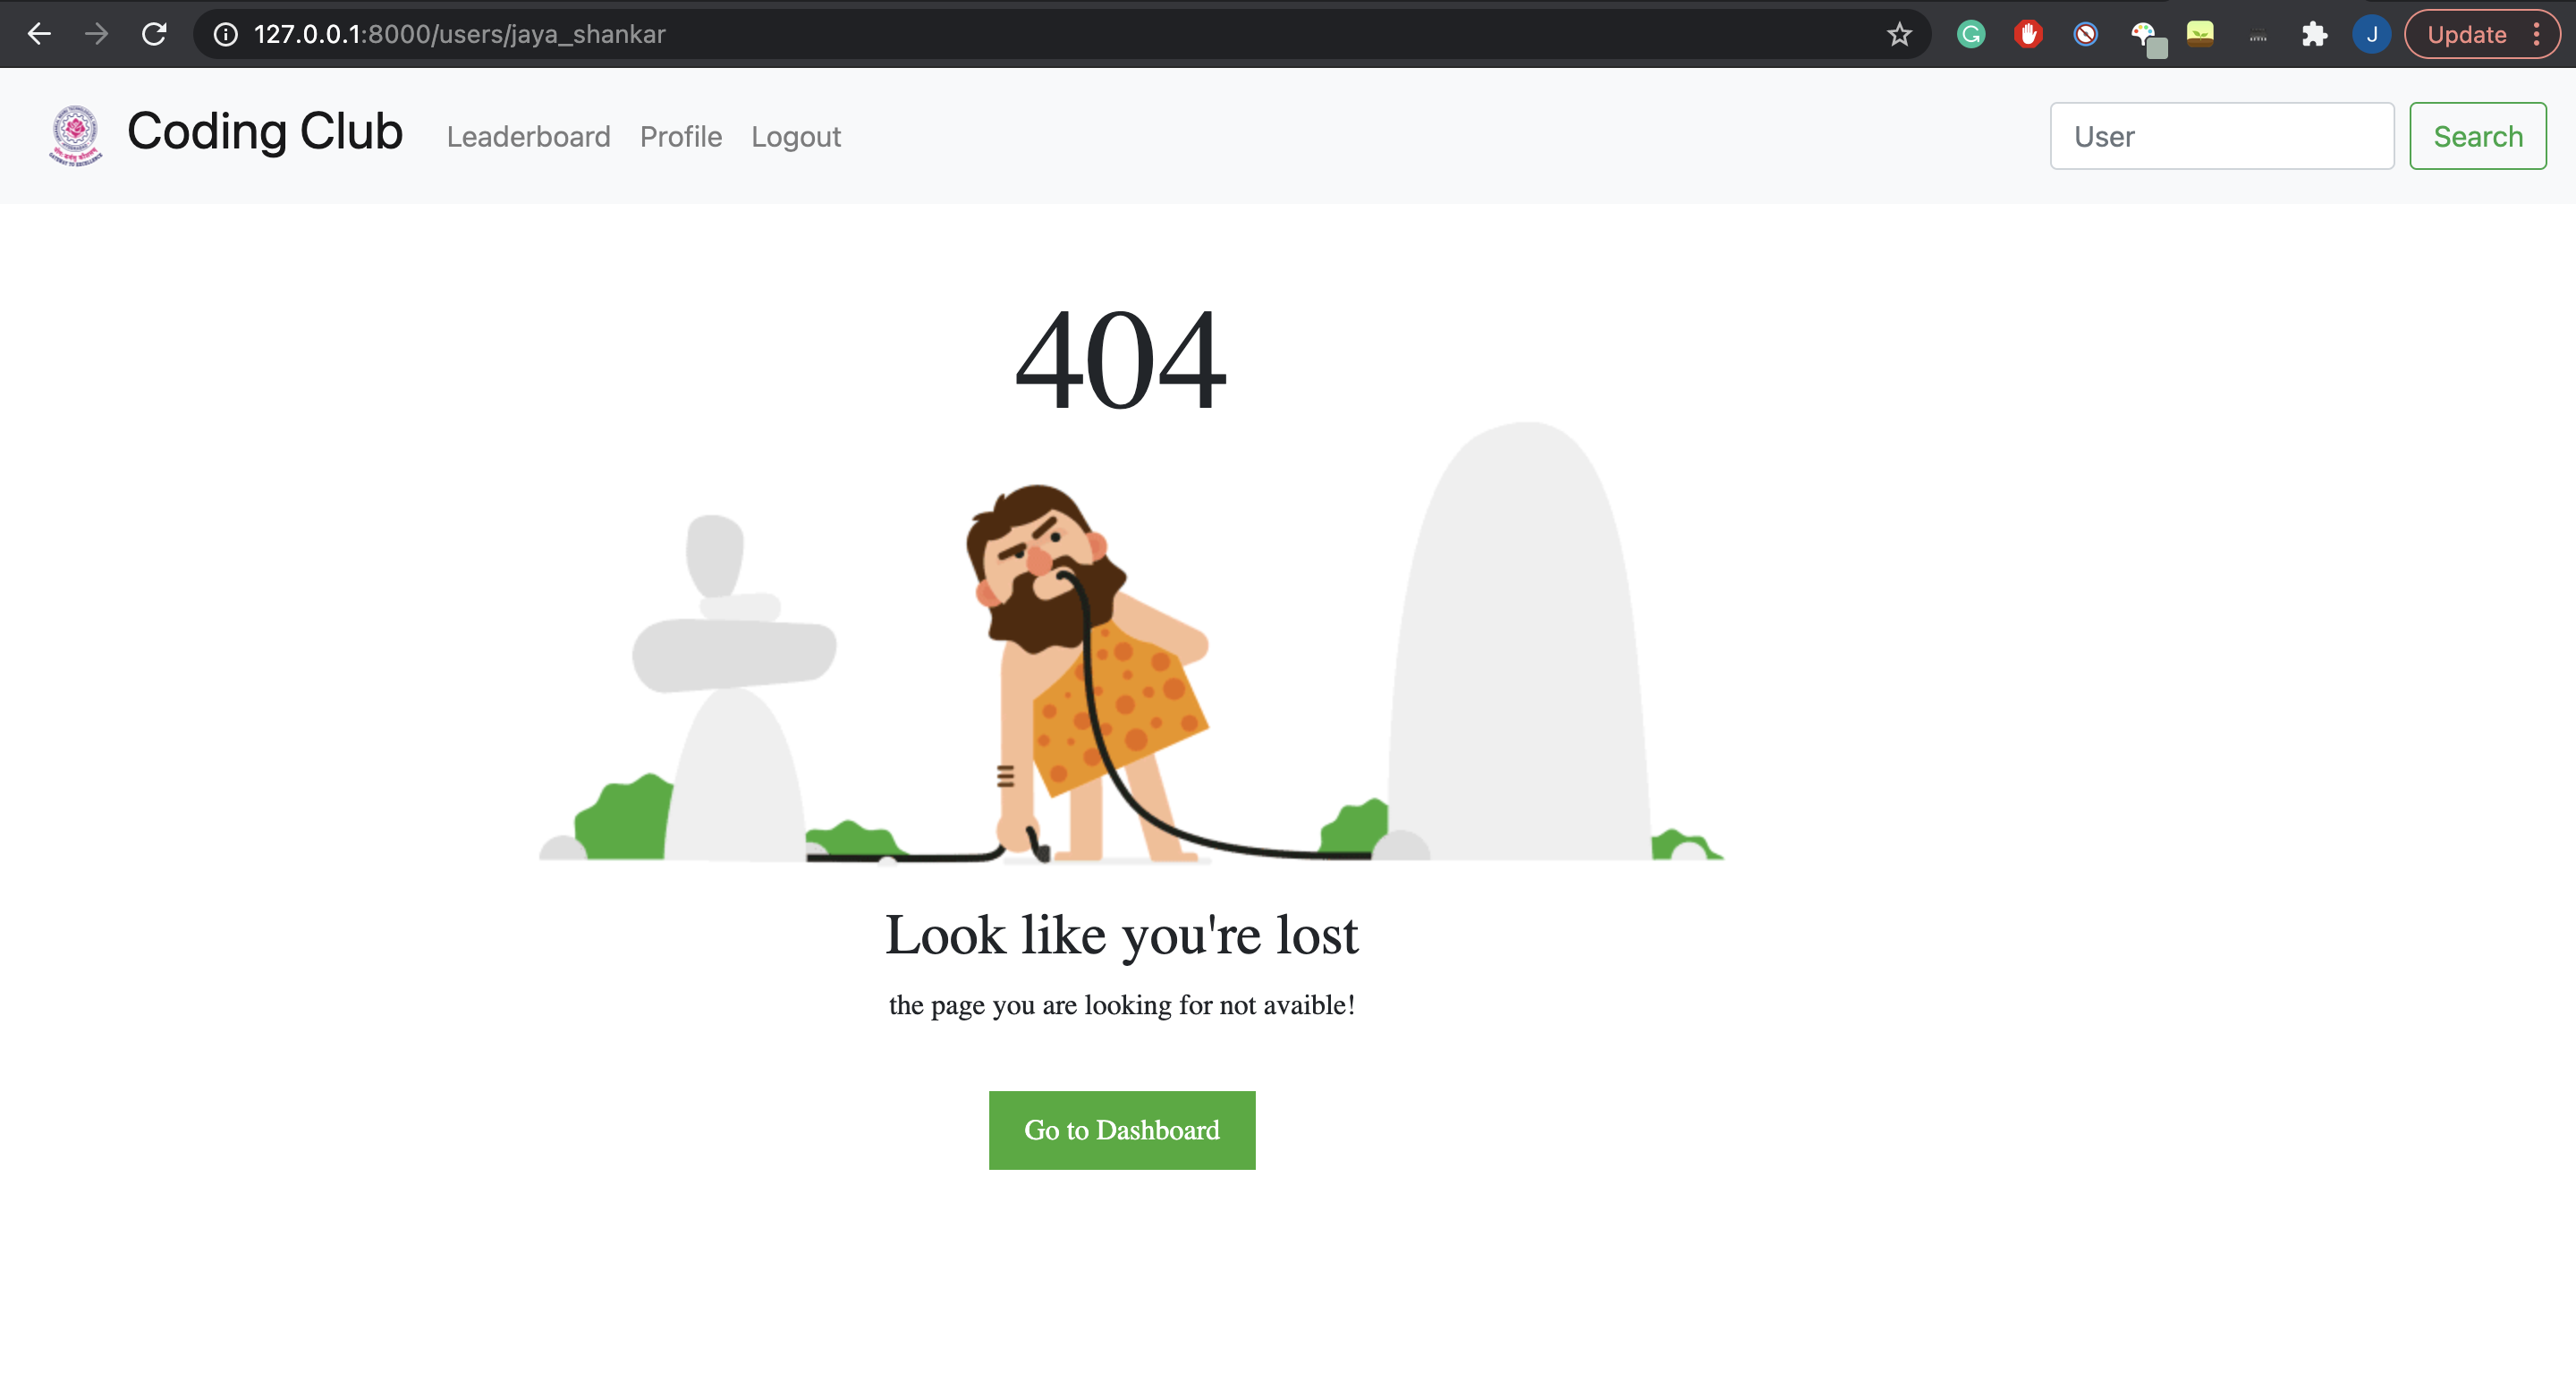 127.0.0.1:8000/users/jaya_shankar
J
Update
Coding Club
Leaderboard Profile Logout
User
Search
404
Look like you're lost
the page you are looking for not avaible!
Go to Dashboard